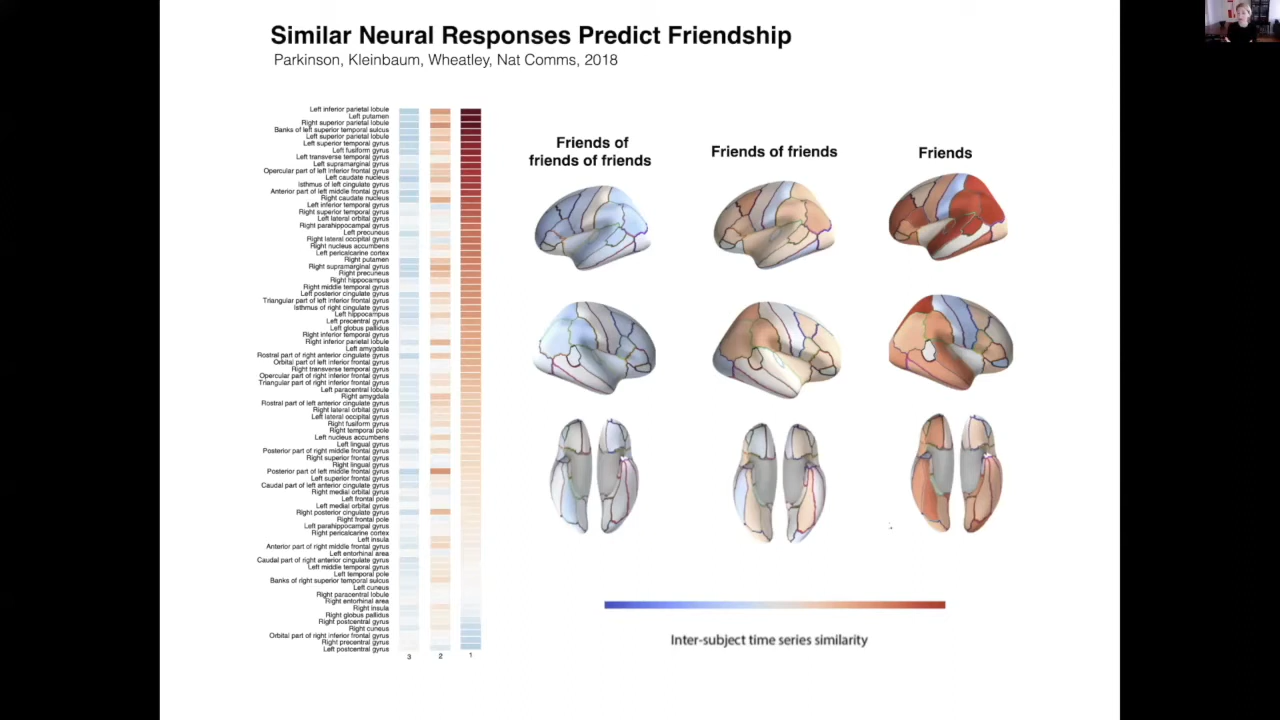 Similar Neural Responses Predict Friendship
Parkinson, Kleinbaum, Wheatley, Nat Comms, 2018
Left inferior parietal lobule
Left putamen
Right superior parietal lobule
Banks of left superior temporal sulcus
Left superior parietal lobule
Left superior temporal gyrus
Left fusiform gyrus
Left transverse temporal gyrus
Left supramarginal gyrus
Opercular part of left inferior frontal gyrus
Left caudate nucleus
Isthmus of left cingulate gyrus
Anterior part of left middle frontal gyrus
Right caudate nucleus
Left inferior temporal gyrus
Right superior temporal gyrus
Left lateral orbital gyrus
Right parahippocampal gyrus
Left precuneus
Right lateral occipital gyrus
Right nucleus accumbens
Left pericalcarine cortex
Right putamen
Right supramarginal gyrus
Right precuneus
Right hippocampus
Right middle temporal gyrus
Left posterior cingulate gyrus
Triangular part of left inferior frontal gyrus
Isthmus of right cingulate gyrus
Left hippocampus
Left precentral gyrus
Left globus pallidus
Right inferior temporal gyrus
Right inferior parietal lobule
Left amygdala
Rostral part of right anterior cingulate gyrus
Orbital part of left inferior frontal gyrus
Right transverse temporal gyrus
Opercular part of right inferior frontal gyrus
Triangular part of right inferior frontal gyrus
Left paracentral lobule
Right amygdala
Rostral part of left anterior cingulate gyrus
Right lateral orbital gyrus
Left lateral occipital gyrus
Right fusiform gyrus
Right temporal pole
Left nucleus accumbens
Left lingual gyrus
Posterior part of right middle frontal gyrus
Right superior frontal gyrus
Right lingual gyrus
Posterior part of left middle frontal gyrus
Left superior frontal gyrus
Caudal part of left anterior cingulate gyrus
Right medial orbital gyrus
Left frontal pole
Left medial orbital gyrus
Right posterior cingulate gyrus
Right frontal pole
Left parahippocampal gyrus
Right pericalcarine cortex
Left insula
Anterior part of right middle frontal gyrus
Left entorhinal area
Caudal part of right anterior cingulate gyrus
Left middle temporal gyrus
Left temporal pole
Banks of right superior temporal sulcus
Left cuneus
Right paracentral lobule
Right entorhinal area
Right insula
Right globus pallidus
Right postcentral gyrus
Right cuneus
Orbital part of right inferior frontal gyrus
Right precentral gyrus
Left postcentral gyrus
3 2 1
Friends of
friends of friends
Friends of friends
Friends
Inter-subject time series similarity